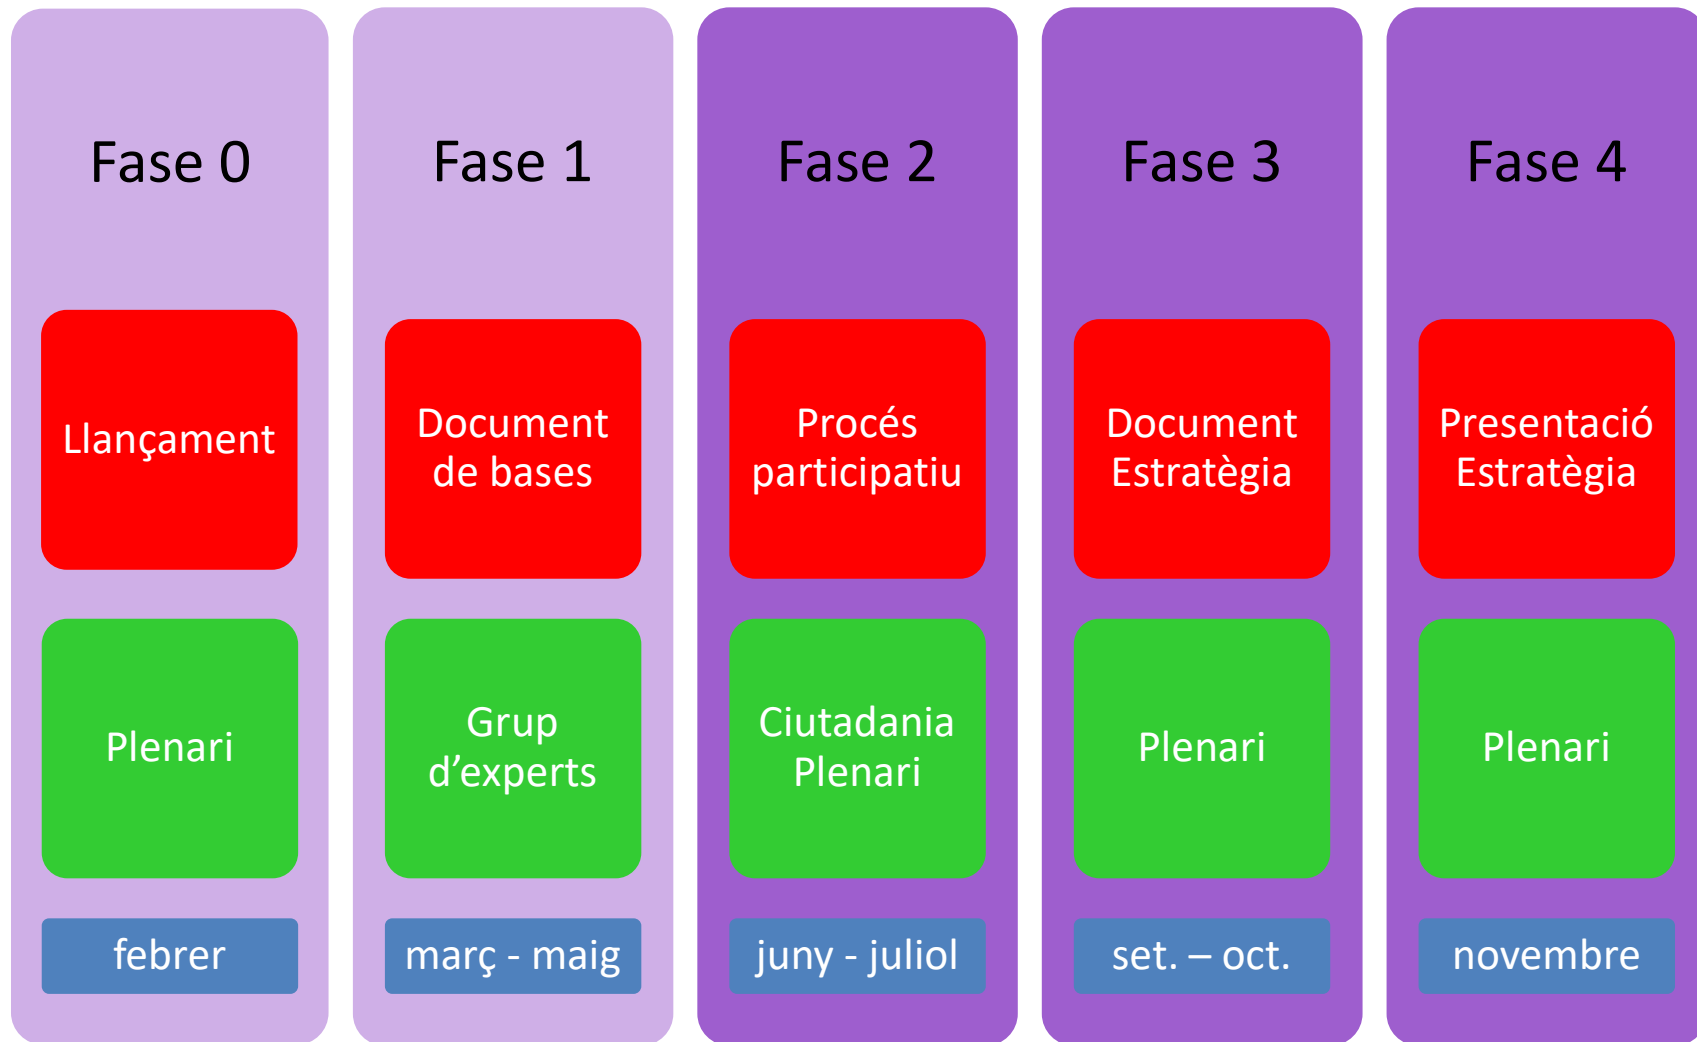 Fase 0
Llançament
Plenari
febrer
Fase 1
Document
de bases
Grup
d’experts
març - maig
Fase 2
Procés
participatiu
Ciutadania
Plenari
juny - juliol
Fase 3
Document
Estratègia
Plenari
set. – oct.
Fase 4
Presentació
Estratègia
Plenari
novembre